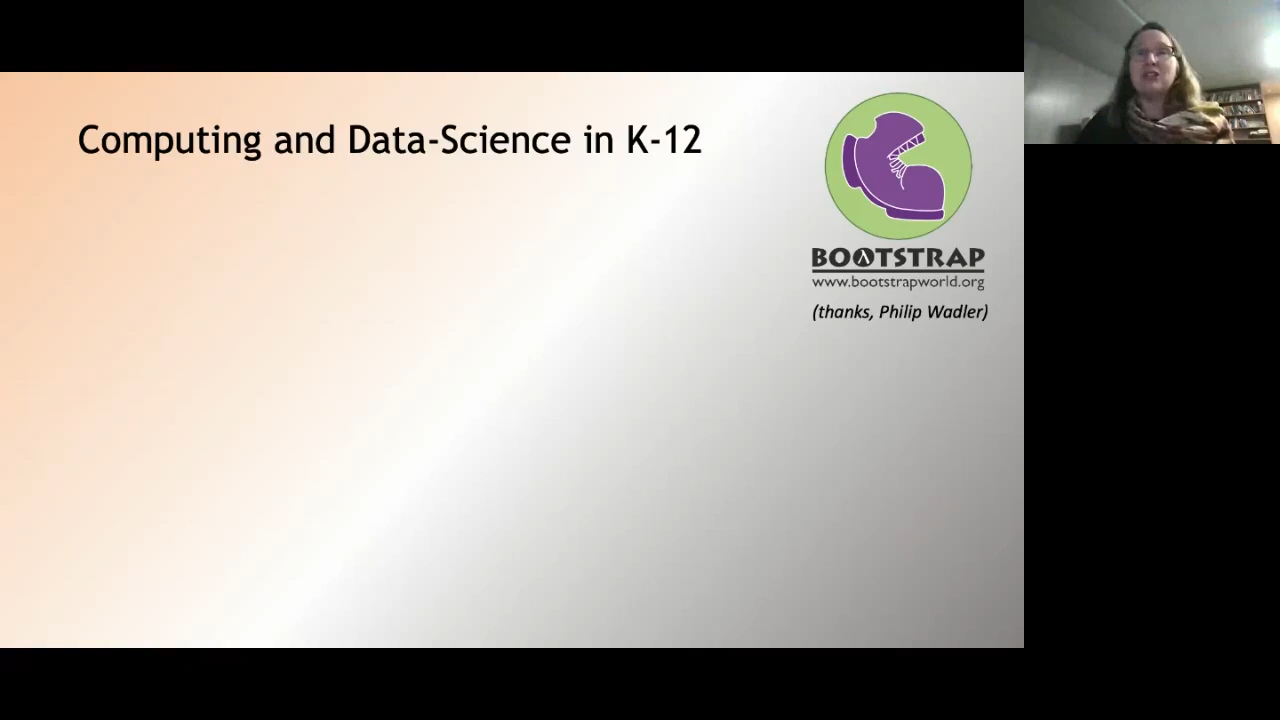 Computing and Data-Science in K-12
BOOTSTRAP
www.bootstrapworld.org
(thanks, Philip Wadler)